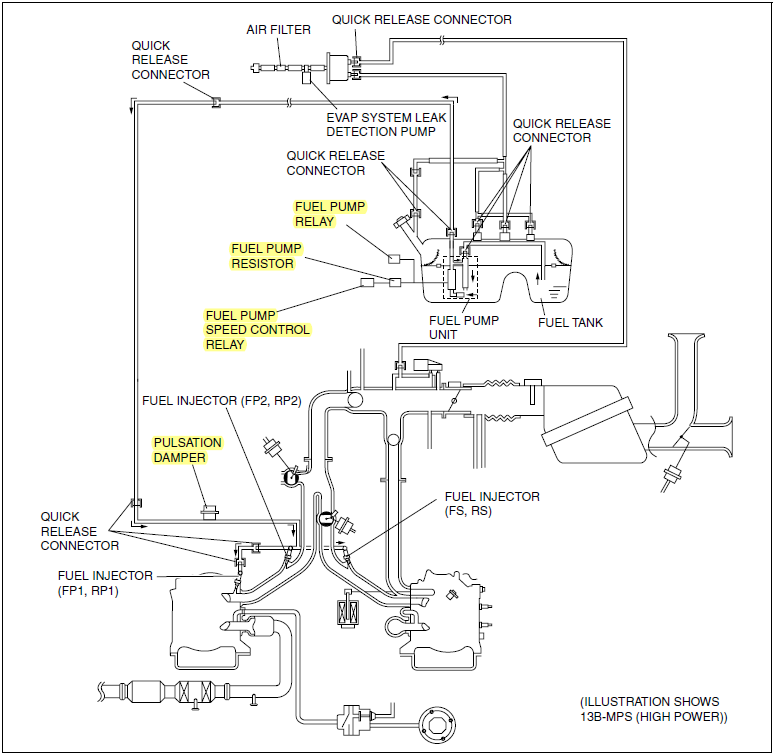 QUICK RELEASE CONNECTOR
AIR FILTER
QUICK
RELEASE
CONNECTOR
EVAP SYSTEM LEAK
DETECTION PUMP
QUICK RELEASE
CONNECTOR
QUICK RELEASE
CONNECTOR
FUEL PUMP
RELAY
FUEL PUMP
RESISTOR
FUEL PUMP
SPEED CONTROL
RELAY
FUEL PUMP
UNIT
FUEL TANK
FUEL INJECTOR (FP2, RP2)
PULSATION
DAMPER
FUEL INJECTOR
(FS, RS)
QUICK
RELEASE
CONNECTOR
FUEL INJECTOR
(FP1, RP1)
(ILLUSTRATION SHOWS
13B-MPS (HIGH POWER))